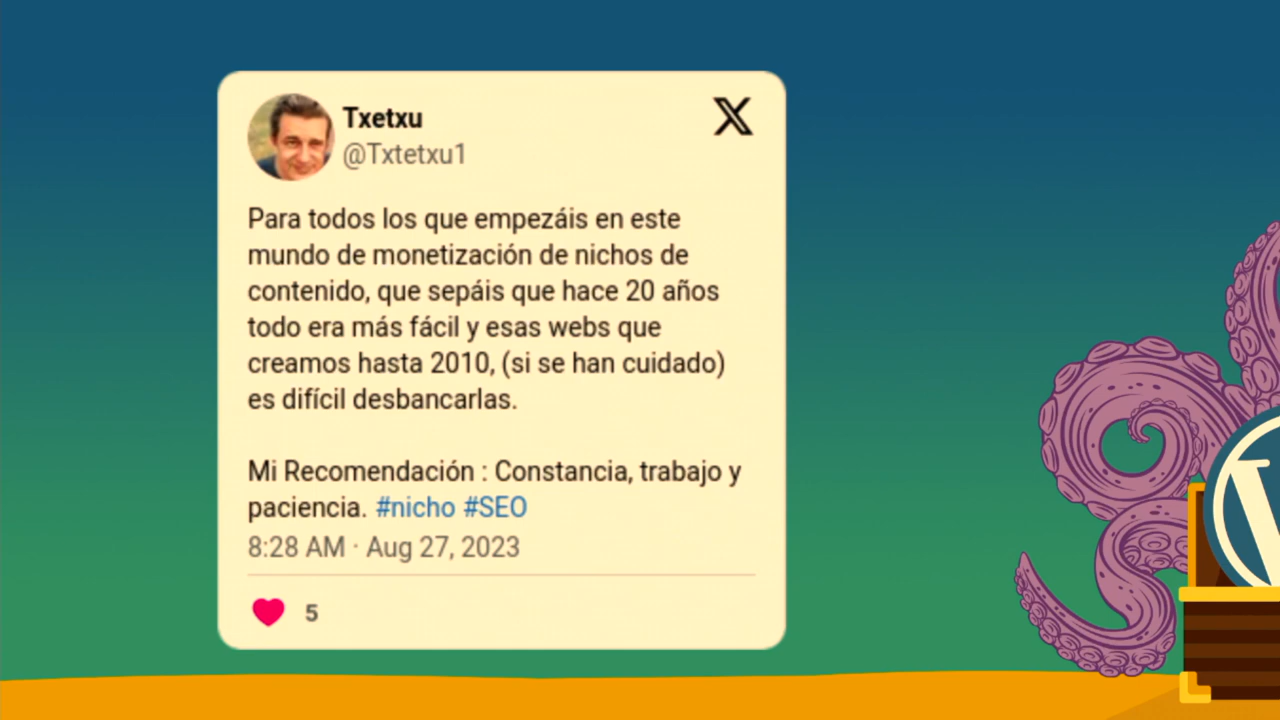 Txetxu
@Txtetxu1
Para todos los que empezáis en este
mundo de monetización de nichos de
contenido, que sepáis que hace 20 años
todo era más fácil y esas webs que
creamos hasta 2010, (si se han cuidado)
es difícil desbancarlas.
Mi Recomendación : Constancia, trabajo y
paciencia. #nicho #SEO
8:28 AM · Aug 27, 2023
5